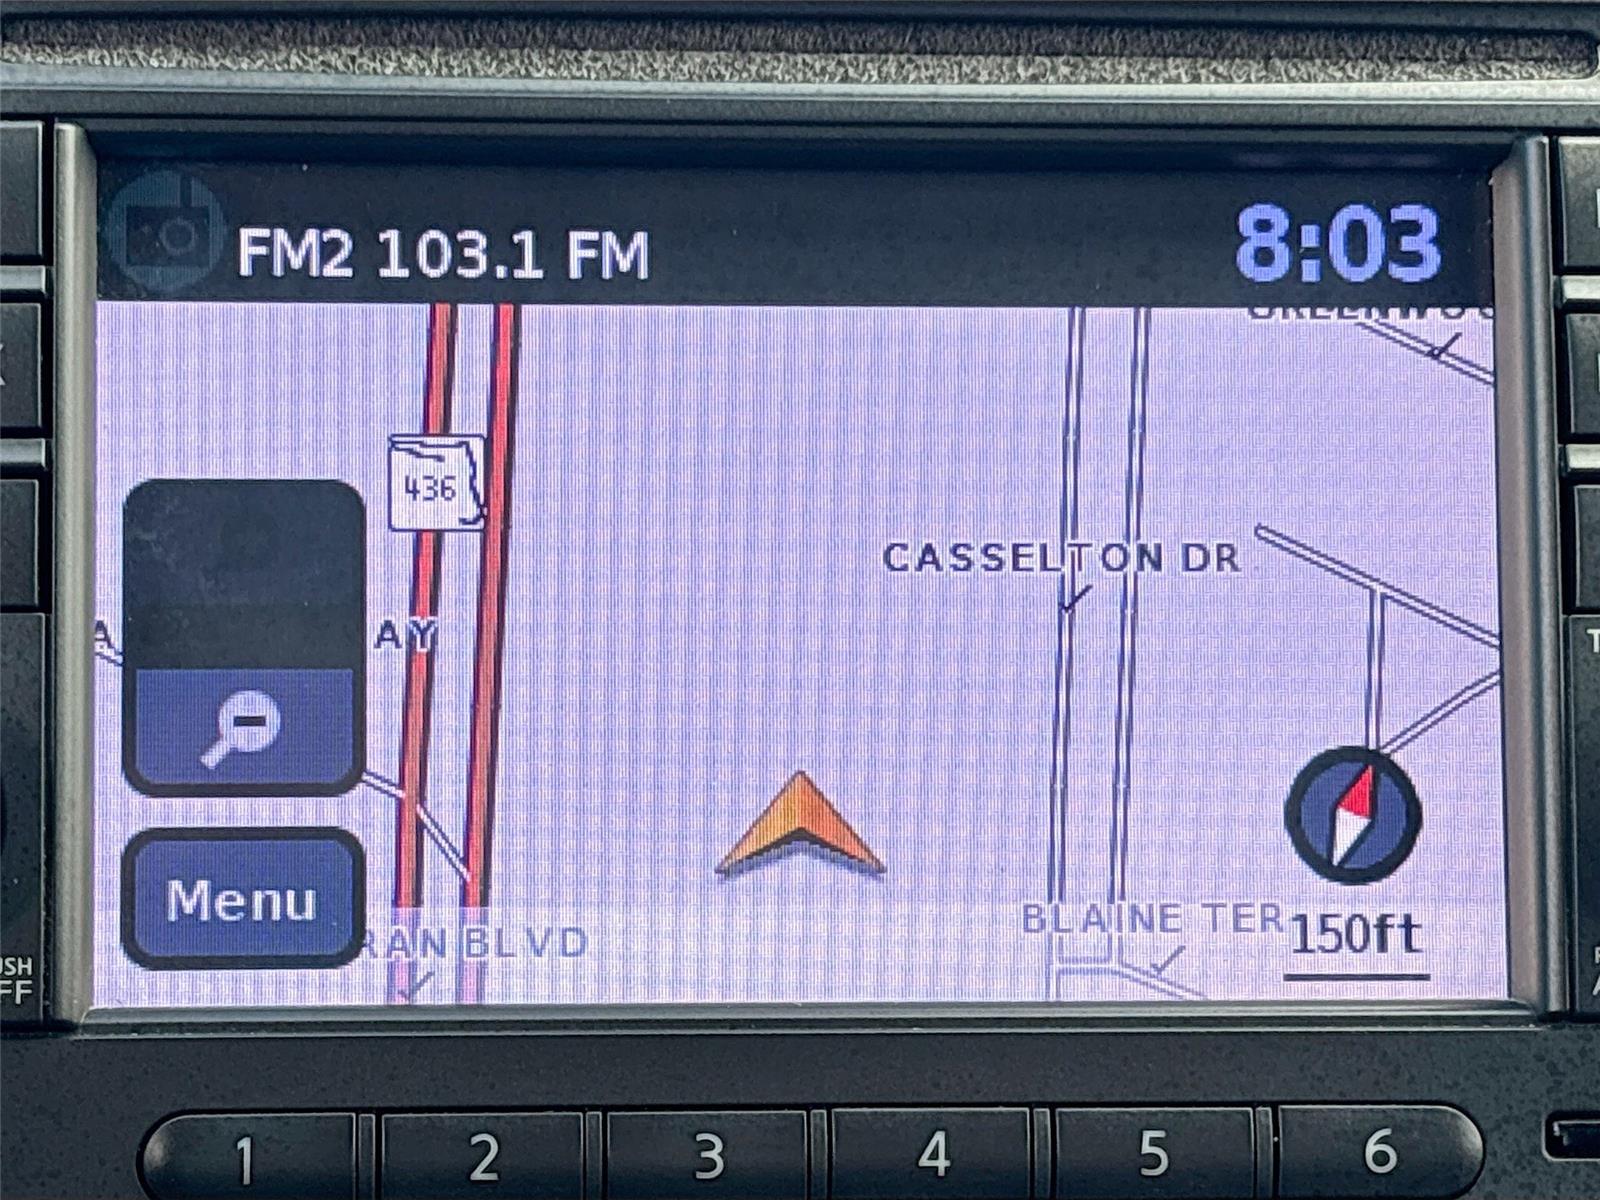 FM2 103.1 FM
8:03
436
CASSELTON DR
AY
BLAINE TER
RAN BLVD
150ft
Menu
1 2 3 4 5 6